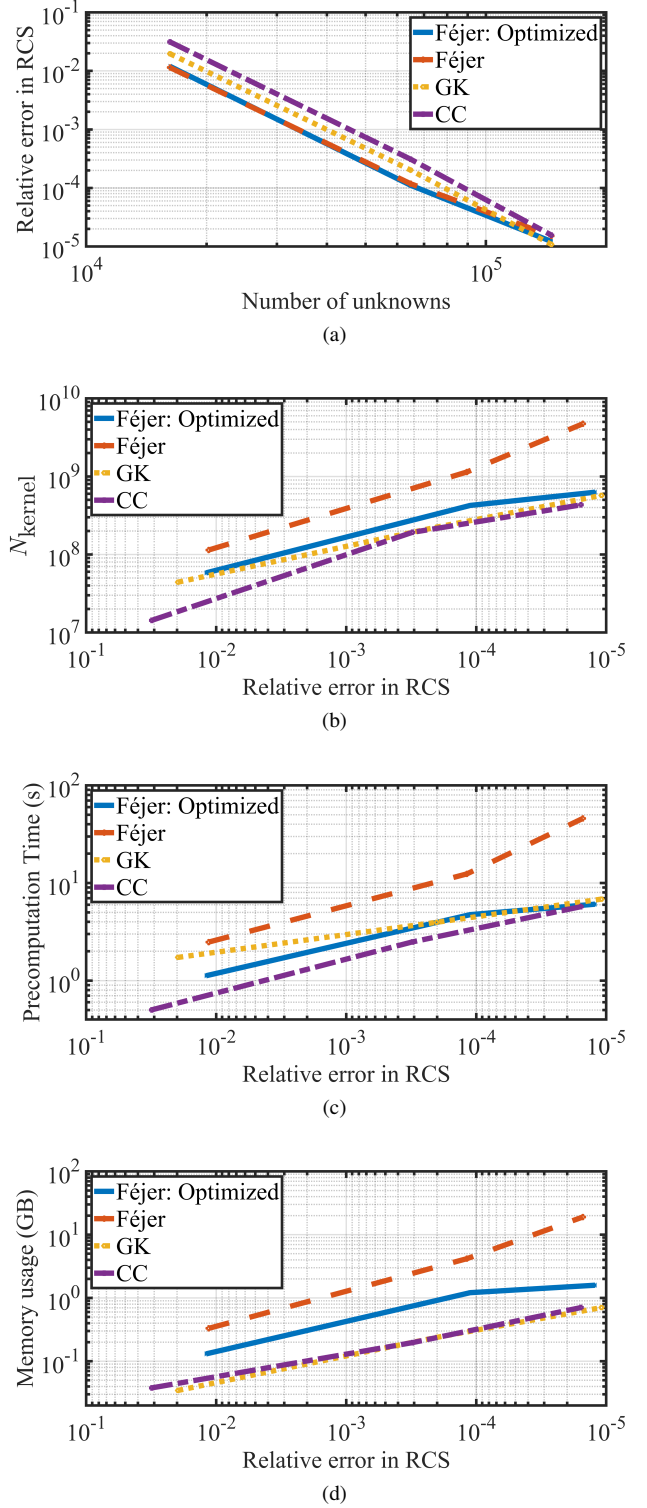 10^-1
10^-2
10^-3
10^-4
10^-5
Relative error in RCS
Féjer: Optimized
Féjer
GK
CC
10^4
10^5
Number of unknowns
(a)
10^10
10^9
10^8
10^7
N_kernel
Féjer: Optimized
Féjer
GK
CC
10^-1
10^-2
10^-3
10^-4
10^-5
Relative error in RCS
(b)
10^2
10^1
10^0
Precomputation Time (s)
Féjer: Optimized
Féjer
GK
CC
10^-1
10^-2
10^-3
10^-4
10^-5
Relative error in RCS
(c)
10^2
10^1
10^0
10^-1
Memory usage (GB)
Féjer: Optimized
Féjer
GK
CC
10^-1
10^-2
10^-3
10^-4
10^-5
Relative error in RCS
(d)